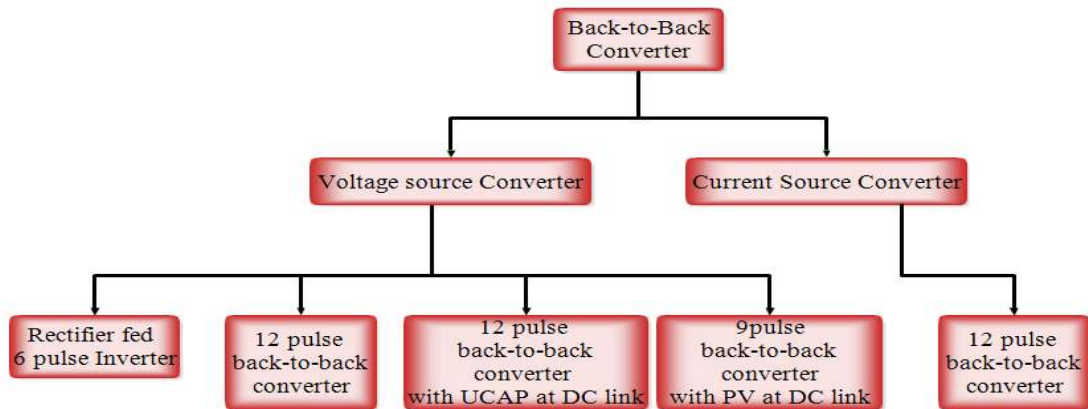 Back-to-Back
Converter
Voltage source Converter
Current Source Converter
Rectifier fed
6 pulse Inverter
12 pulse
back-to-back
converter
12 pulse
back-to-back
converter
with UCAP at DC link
9pulse
back-to-back
converter
with PV at DC link
12 pulse
back-to-back
converter